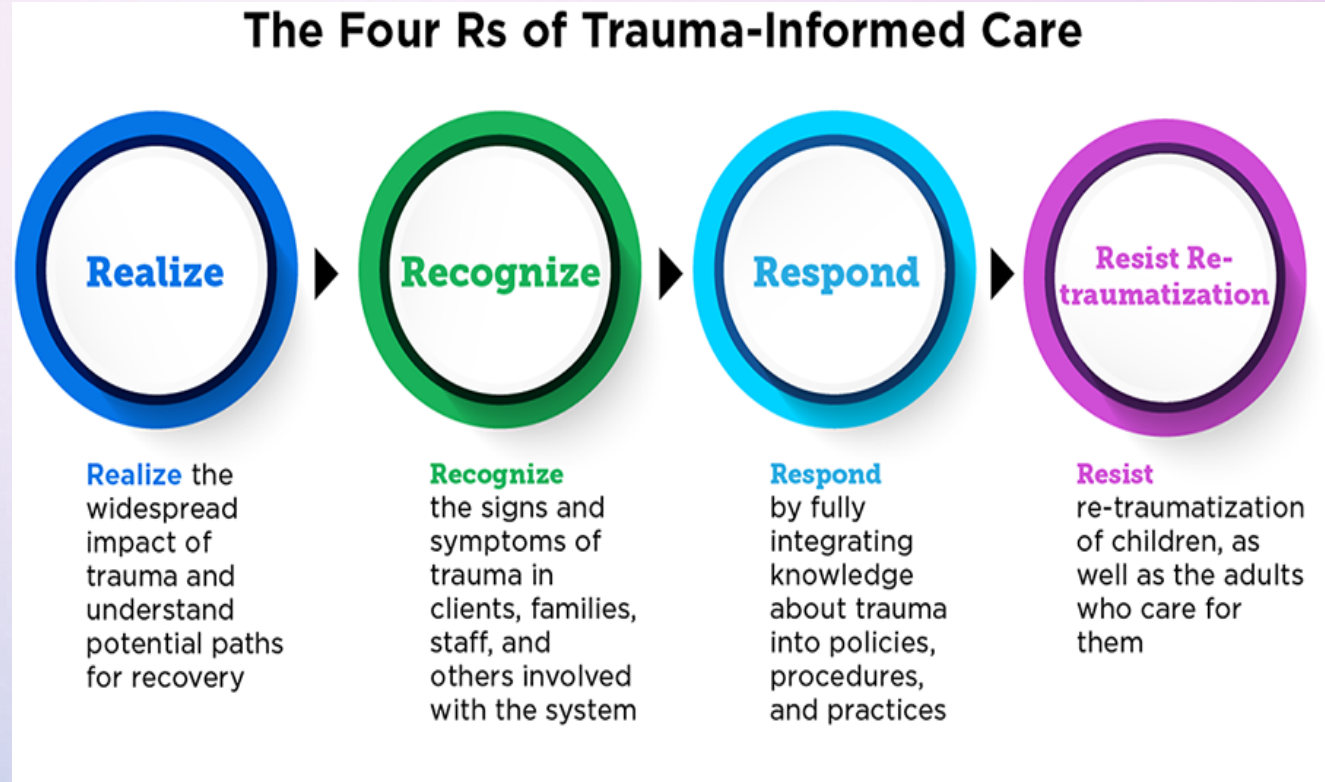 The Four Rs of Trauma-Informed Care
Realize
Recognize
Respond
Resist Re-
traumatization
Realize the
widespread
impact of
trauma and
understand
potential paths
for recovery
Recognize
the signs and
symptoms of
trauma in
clients, families,
staff, and
others involved
with the system
Respond
by fully
integrating
knowledge
about trauma
into policies,
procedures,
and practices
Resist
re-traumatization
of children, as
well as the adults
who care for
them